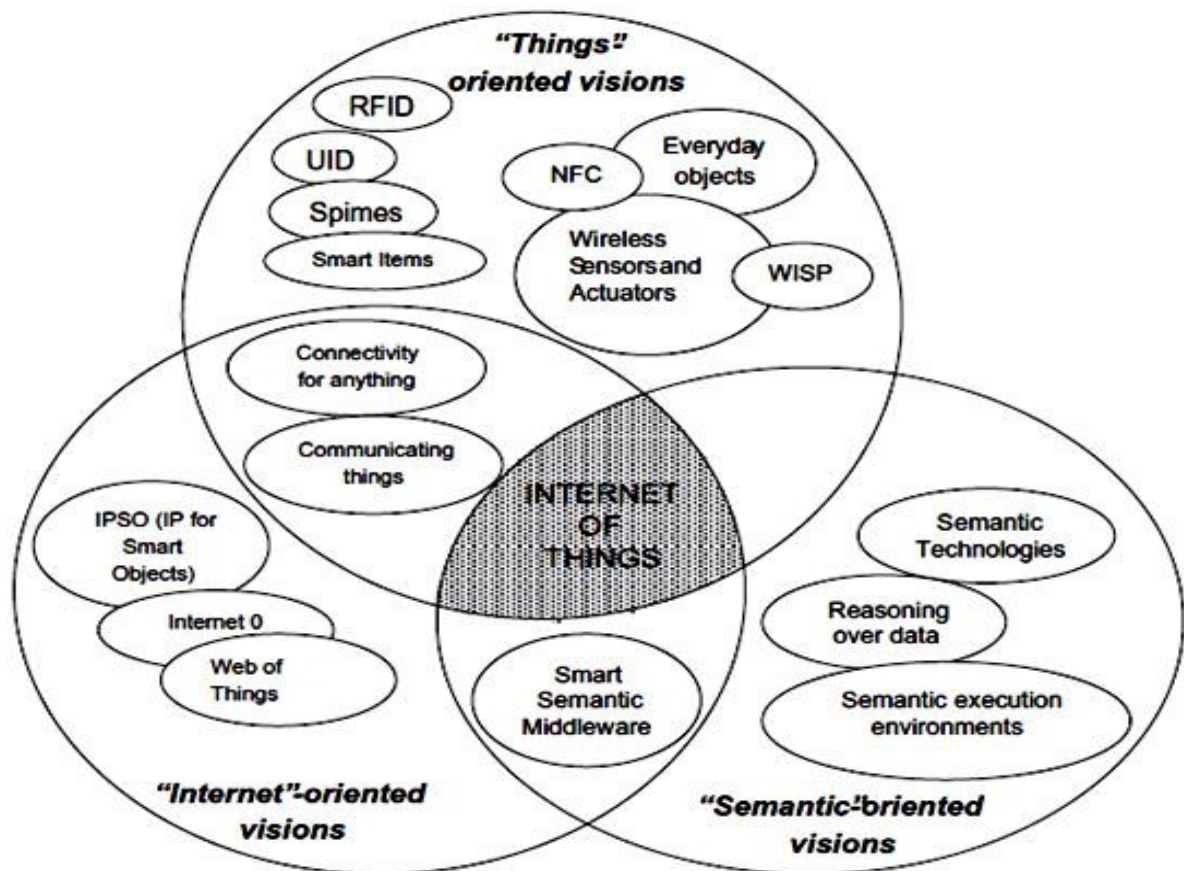 “Things”
oriented visions
RFID
UID
Spimes
Smart Items
NFC
Everyday
objects
Wireless
Sensors and
Actuators
WISP
Connectivity
for anything
Communicating
things
INTERNET
OF
THINGS
IPSO (IP for
Smart
Objects)
Internet 0
Web of
Things
Semantic
Technologies
Reasoning
over data
Semantic execution
environments
Smart
Semantic
Middleware
“Internet”-oriented
visions
“Semantic”-oriented
visions